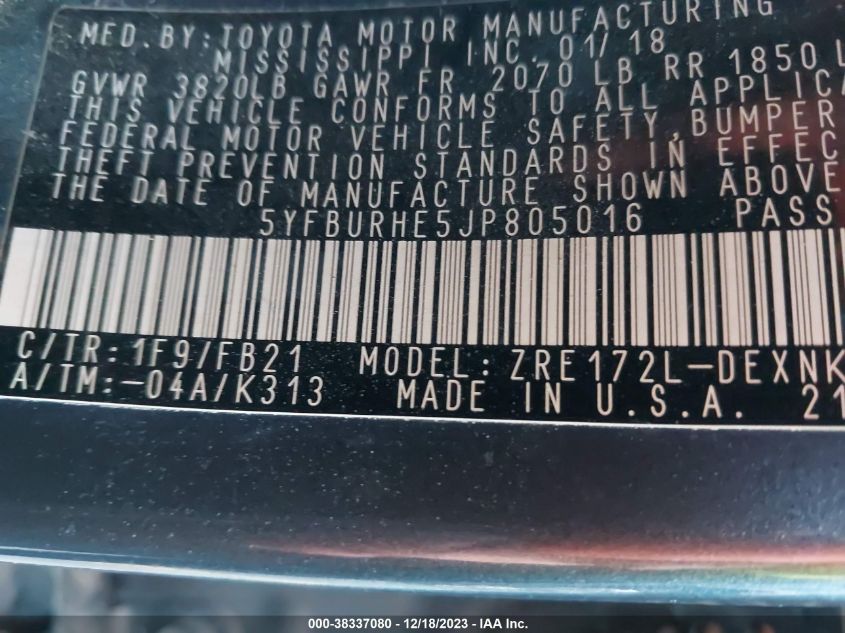 MFD.BY:TOYOTA MOTOR MANUFACTURING
MISSISSIPPI INC. 01/18
GVWR 3820LB GAWR FR 2070 LB RR 1850 L
THIS VEHICLE CONFORMS TO ALL APPLICA
FEDERAL MOTOR VEHICLE SAFETY,BUMPER
THEFT PREVENTION STANDARDS IN EFFEC
THE DATE OF MANUFACTURE SHOWN ABOVE
5YFBURHE5JP805016 PASS
C/TR:1F9/FB21 MODEL:ZRE172L-DEXNK
A/TM:-04A/K313 MADE IN U.S.A. 21
000-38337080 - 12/18/2023 - IAA Inc.